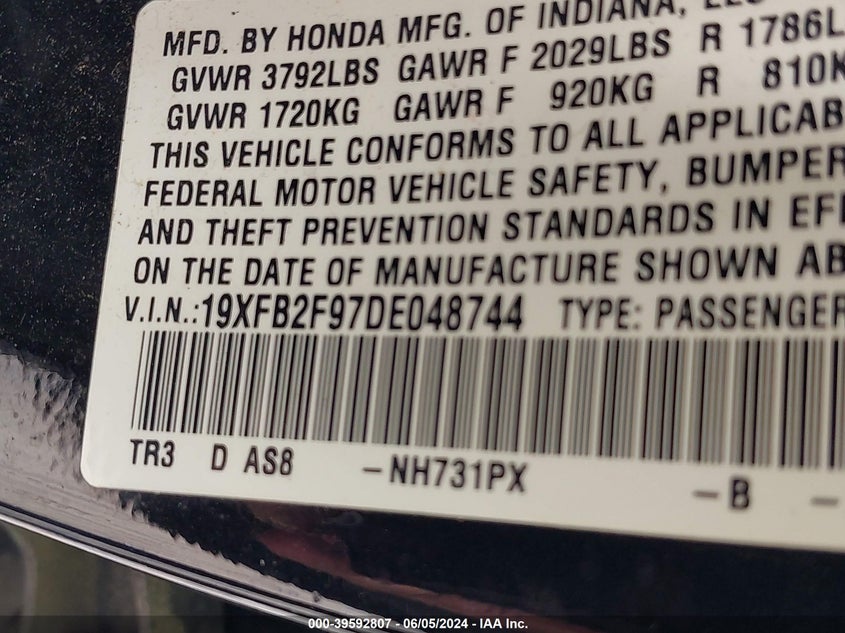 MFD. BY HONDA MFG. OF INDIANA,
GVWR 3792LBS GAWR F 2029LBS R 1786L
GVWR 1720KG GAWR F 920KG R 810K
THIS VEHICLE CONFORMS TO ALL APPLICAB
FEDERAL MOTOR VEHICLE SAFETY, BUMPER
AND THEFT PREVENTION STANDARDS IN EF
ON THE DATE OF MANUFACTURE SHOWN AB
V.I.N.:19XFB2F97DE048744 TYPE: PASSENGER
TR3 D AS8 -NH731PX -B -
000-39592807 - 06/05/2024 - IAA Inc.